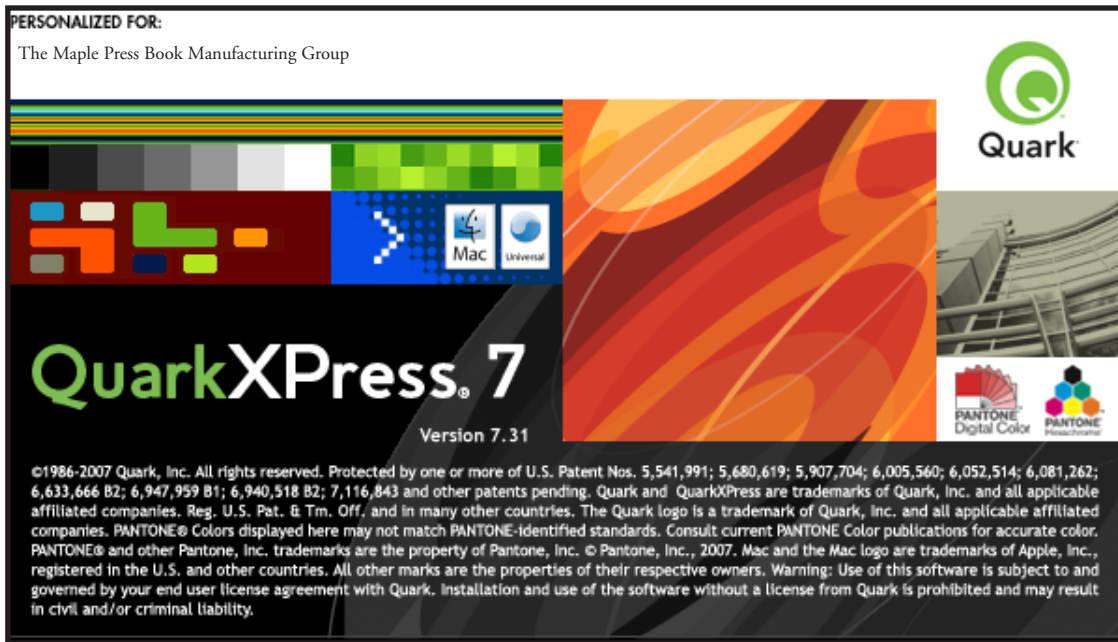 PERSONALIZED FOR:
The Maple Press Book Manufacturing Group
Quark
Mac
Universal
QuarkXPress® 7
Version 7.31
PANTONE®
Digital Color
PANTONE®
Hexachrome®
©1986-2007 Quark, Inc. All rights reserved. Protected by one or more of U.S. Patent Nos. 5,541,991; 5,680,619; 5,907,704; 6,005,560; 6,052,514; 6,081,262;
6,633,666 B2; 6,947,959 B1; 6,940,518 B2; 7,116,843 and other patents pending. Quark and QuarkXPress are trademarks of Quark, Inc. and all applicable
affiliated companies. Reg. U.S. Pat. & Tm. Off. and in many other countries. The Quark logo is a trademark of Quark, Inc. and all applicable affiliated
companies. PANTONE® Colors displayed here may not match PANTONE-identified standards. Consult current PANTONE Color publications for accurate color.
PANTONE® and other Pantone, Inc. trademarks are the property of Pantone, Inc. © Pantone, Inc., 2007. Mac and the Mac logo are trademarks of Apple, Inc.,
registered in the U.S. and other countries. All other marks are the properties of their respective owners. Warning: Use of this software is subject to and
governed by your end user license agreement with Quark. Installation and use of the software without a license from Quark is prohibited and may result
in civil and/or criminal liability.